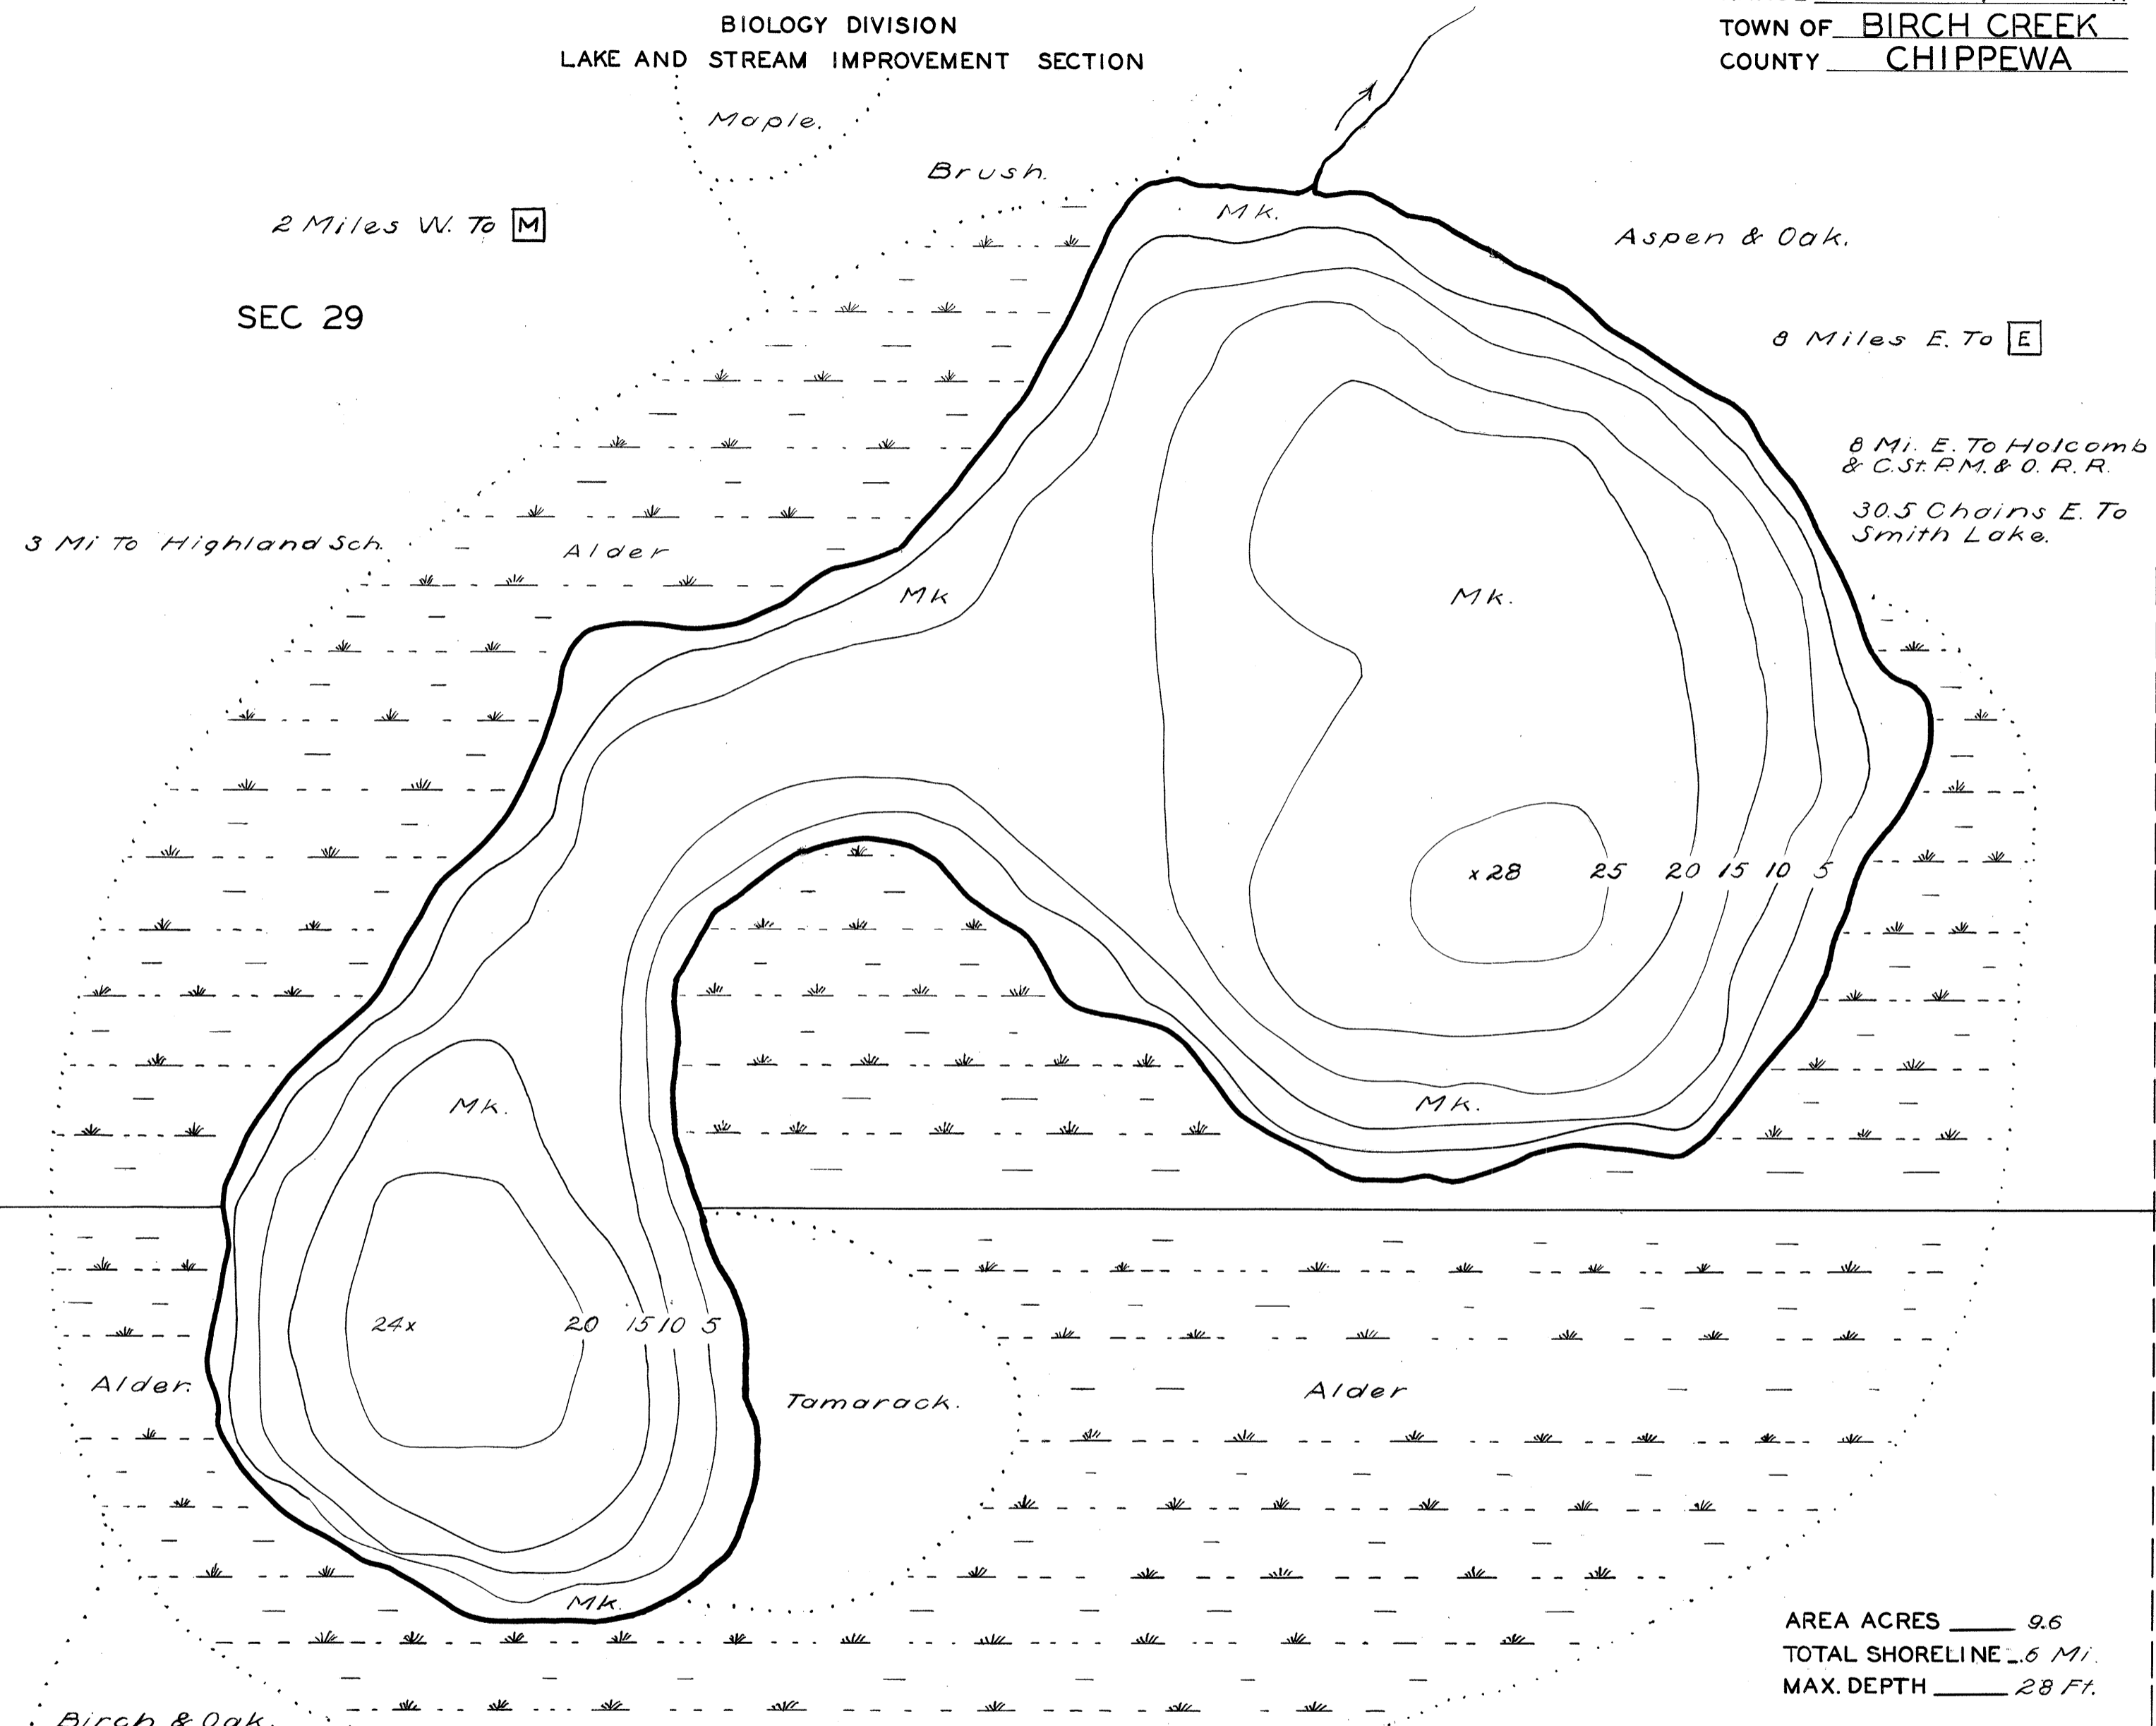 BIOLOGY DIVISION
LAKE AND STREAM IMPROVEMENT SECTION
TOWN OF BIRCH CREEK
COUNTY CHIPPEWA
Maple.
Brush.
2 Miles W. To M
Mk.
Aspen & Oak.
SEC 29
8 Miles E. To E
8 Mi. E. To Holcomb
& C.St.P.M.& O.R.R.
30.5 Chains E. To
Smith Lake.
3 Mi To Highland Sch.
Alder
Mk
Mk.
x 28 25 20 15 10 5
Mk.
Mk.
24x 20 15 10 5
Alder.
Tamarack.
Alder
Mk.
AREA ACRES 9.6
TOTAL SHORELINE .6 Mi.
MAX. DEPTH 28 Ft.
Birch & Oak.